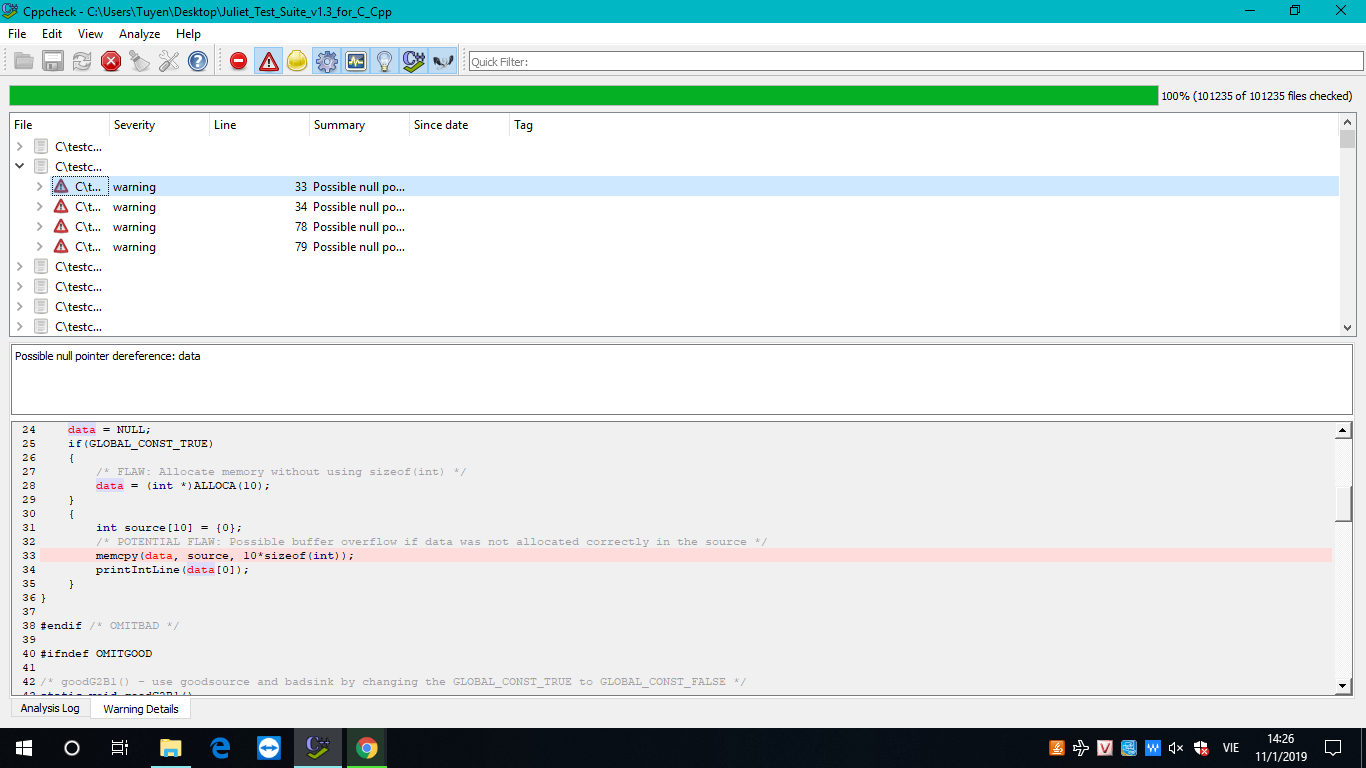 Cppcheck - C:\Users\Tuyen\Desktop\Juliet_Test_Suite_v1.3_for_C_Cpp
File Edit View Analyze Help
Quick Filter:
100% (101235 of 101235 files checked)
File Severity Line Summary Since date Tag
C\testc...
C\testc...
C\t... warning 33 Possible null po...
C\t... warning 34 Possible null po...
C\t... warning 78 Possible null po...
C\t... warning 79 Possible null po...
C\testc...
C\testc...
C\testc...
C\testc...
Possible null pointer dereference: data
24 data = NULL;
25 if(GLOBAL_CONST_TRUE)
26 {
27 /* FLAW: Allocate memory without using sizeof(int) */
28 data = (int *)ALLOCA(10);
29 }
30 {
31 int source[10] = {0};
32 /* POTENTIAL FLAW: Possible buffer overflow if data was not allocated correctly in the source */
33 memcpy(data, source, 10*sizeof(int));
34 printIntLine(data[0]);
35 }
36 }
37
38 #endif /* OMITBAD */
39
40 #ifndef OMITGOOD
41
42 /* goodG2B1() - use goodsource and badsink by changing the GLOBAL_CONST_TRUE to GLOBAL_CONST_FALSE */
43 static void goodG2B1()
Analysis Log Warning Details
VIE
14:26
11/1/2019